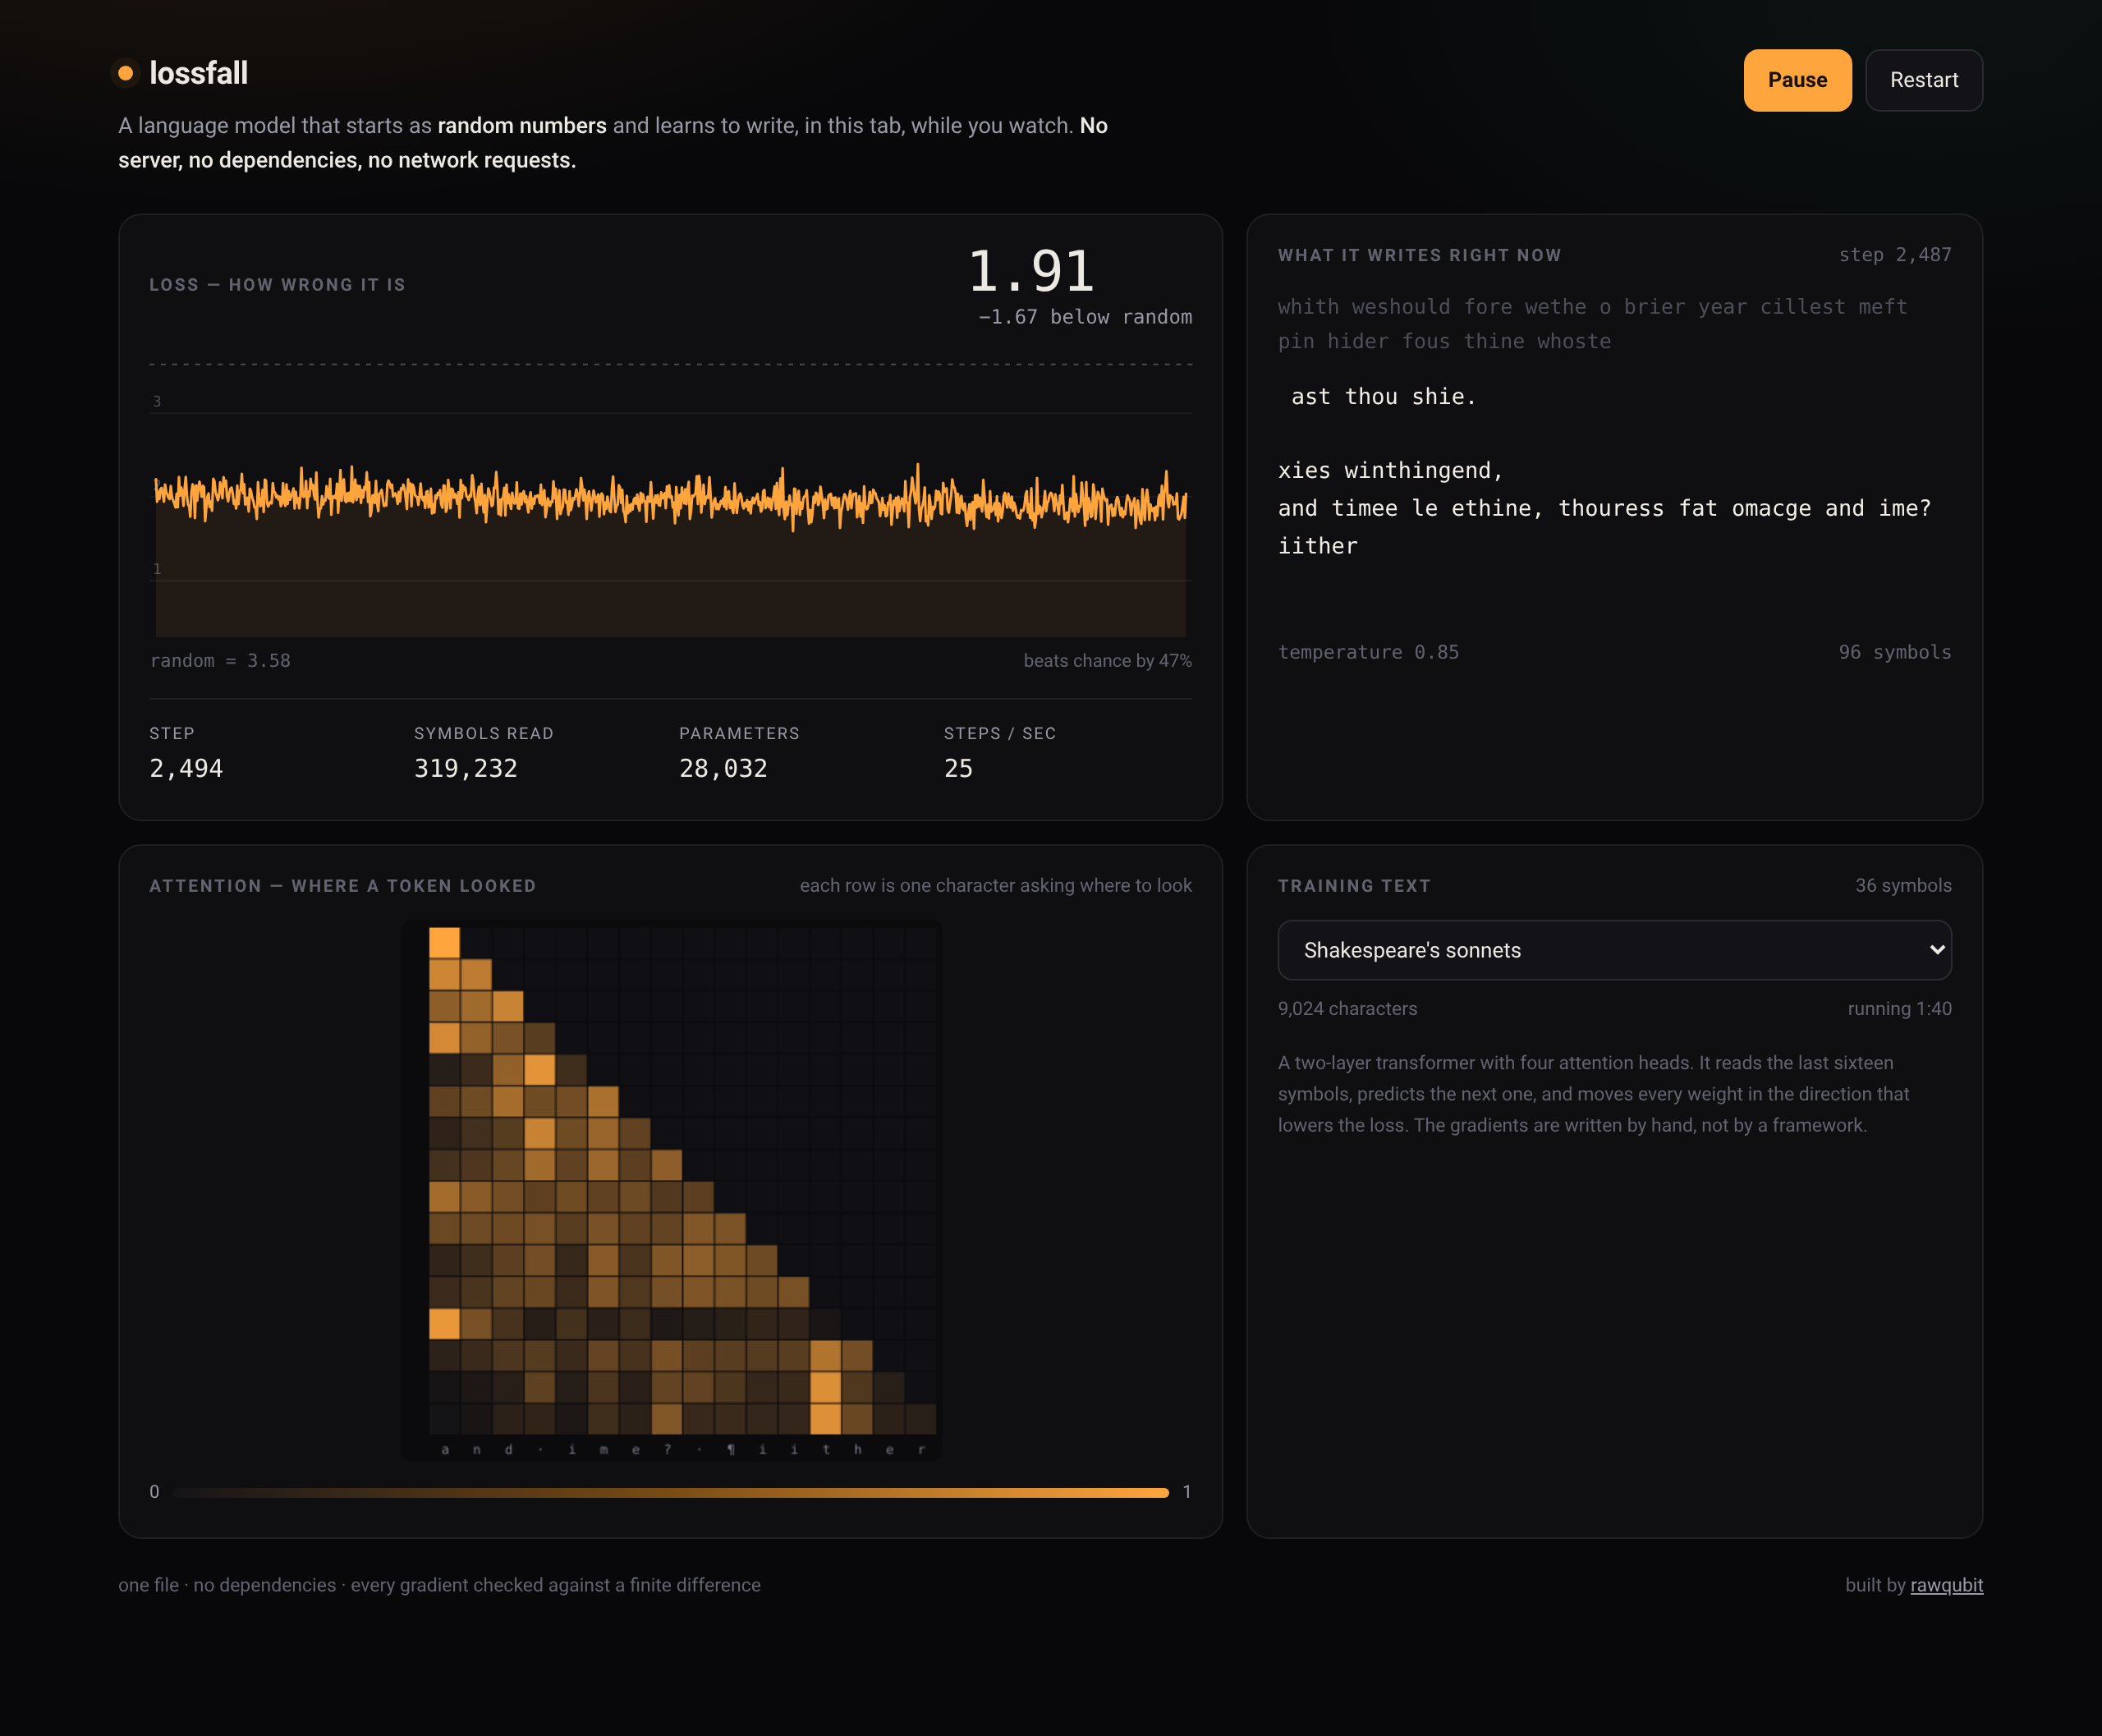 lossfall
Pause
Restart
A language model that starts as random numbers and learns to write, in this tab, while you watch. No
server, no dependencies, no network requests.
LOSS — HOW WRONG IT IS
1.91
−1.67 below random
3
1
random = 3.58
beats chance by 47%
STEP
SYMBOLS READ
PARAMETERS
STEPS / SEC
2,494
319,232
28,032
25
WHAT IT WRITES RIGHT NOW
step 2,487
whith weshould fore wethe o brier year cillest meft
pin hider fous thine whoste
ast thou shie.
xies winthingend,
and timee le ethine, thouress fat omacge and ime?
iither
temperature 0.85
96 symbols
ATTENTION — WHERE A TOKEN LOOKED
each row is one character asking where to look
a n d · i m e ? · ¶ i i t h e r
0
1
TRAINING TEXT
36 symbols
Shakespeare's sonnets
9,024 characters
running 1:40
A two-layer transformer with four attention heads. It reads the last sixteen
symbols, predicts the next one, and moves every weight in the direction that
lowers the loss. The gradients are written by hand, not by a framework.
one file · no dependencies · every gradient checked against a finite difference
built by rawqubit